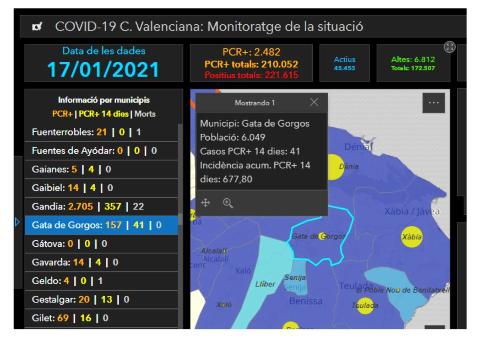 COVID-19 C. Valenciana: Monitoratge de la situació
Data de les dades
17/01/2021
PCR+: 2.482
PCR+ totals: 210.052
Positius totals: 221.615
Actius
45.453
Altes: 6.812
Totals: 172.507
Informació per municipis
PCR+ | PCR+ 14 dies | Morts
Fuenterrobles: 21 | 0 | 1
Fuentes de Ayódar: 0 | 0 | 0
Gaianes: 5 | 4 | 0
Gaibiel: 14 | 4 | 0
Gandia: 2.705 | 357 | 22
Gata de Gorgos: 157 | 41 | 0
Gátova: 0 | 0 | 0
Gavarda: 14 | 4 | 0
Geldo: 4 | 0 | 1
Gestalgar: 20 | 13 | 0
Gilet: 69 | 16 | 0
Mostrando 1
Municipi: Gata de Gorgos
Població: 6.049
Casos PCR+ 14 dies: 41
Incidència acum. PCR+ 14
dies: 677,80
Dénia
Xàbia / Jávea
Gata de Gorgos
Xàbia
Alcalalí
Alcalalí
Xaló
Llíber
Senija
Senija
Teulada
El Poble Nou de Benitatxell
Xaló
Benissa
Teulada